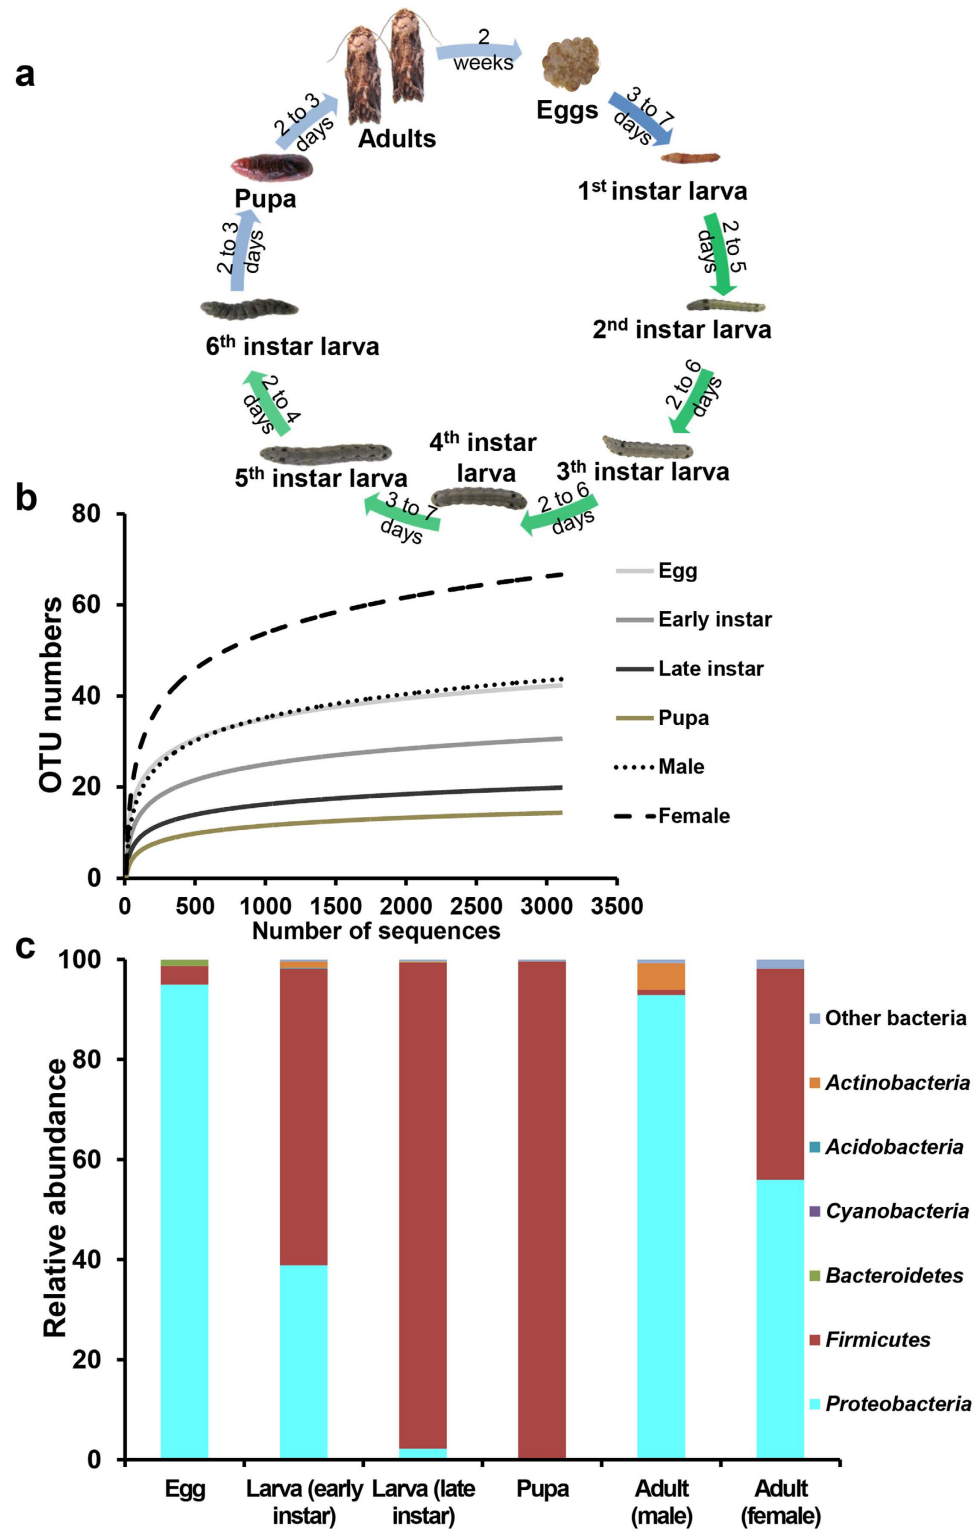 a
2
weeks
Adults
Eggs
3 to 7
days
1st instar larva
2 to 5
days
2nd instar larva
2 to 6
days
3th instar larva
2 to 6
days
4th instar
larva
3 to 7
days
5th instar larva
2 to 4
days
6th instar larva
2 to 3
days
Pupa
2 to 3
days
b
OTU numbers
80
60
40
20
0
0 500 1000 1500 2000 2500 3000 3500
Number of sequences
Egg
Early instar
Late instar
Pupa
Male
Female
c
Relative abundance
100
80
60
40
20
0
Egg
Larva (early
instar)
Larva (late
instar)
Pupa
Adult
(male)
Adult
(female)
Other bacteria
Actinobacteria
Acidobacteria
Cyanobacteria
Bacteroidetes
Firmicutes
Proteobacteria